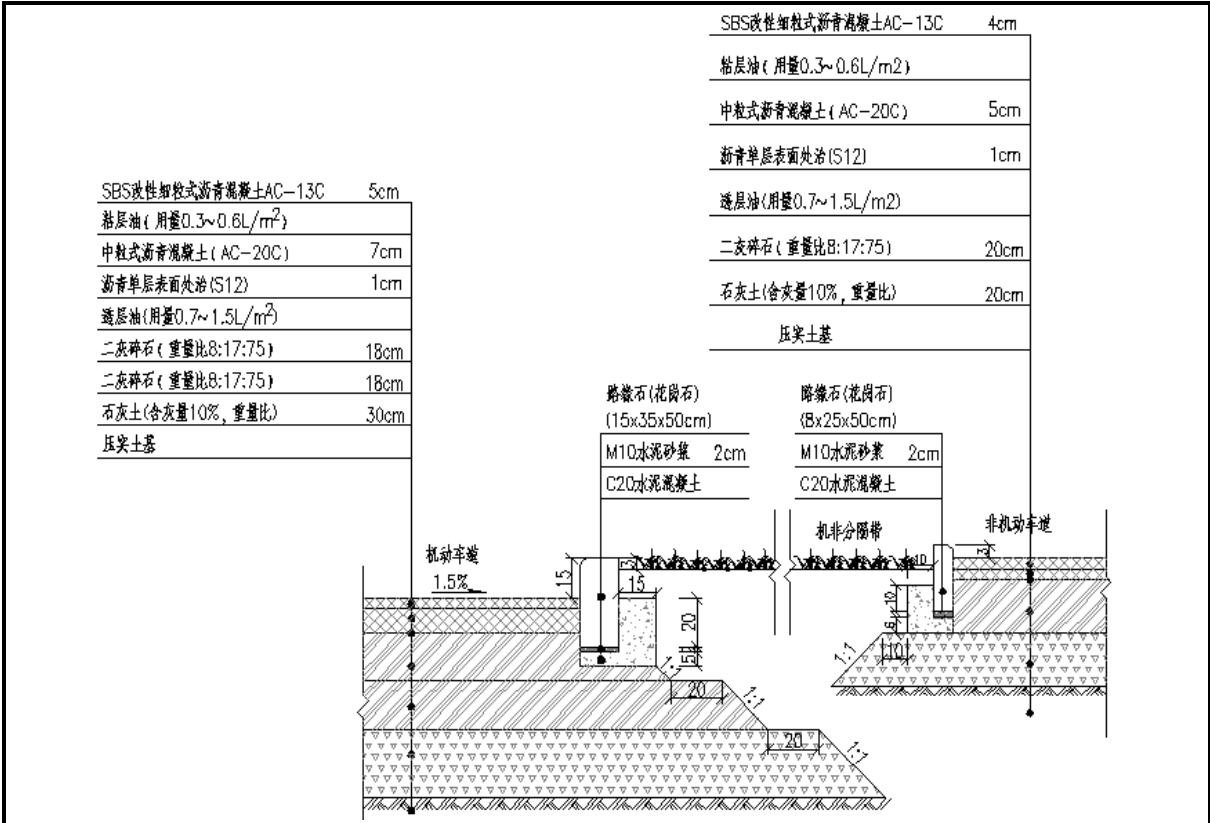 SBS改性细粒式沥青混凝土AC-13C 4cm
粘层油(用量0.3~0.6L/m2)
中粒式沥青混凝土(AC-20C) 5cm
沥青单层表面处治(S12) 1cm
透层油(用量0.7~1.5L/m2)
二灰碎石(重量比8:17:75) 20cm
石灰土(含灰量10%,重量比) 20cm
压实土基
SBS改性细粒式沥青混凝土AC-13C 5cm
粘层油(用量0.3~0.6L/m²)
中粒式沥青混凝土(AC-20C) 7cm
沥青单层表面处治(S12) 1cm
透层油(用量0.7~1.5L/m²)
二灰碎石(重量比8:17:75) 18cm
二灰碎石(重量比8:17:75) 18cm
石灰土(含灰量10%,重量比) 30cm
压实土基
路缘石(花岗石)
(15x35x50cm)
M10水泥砂浆 2cm
C20水泥混凝土
路缘石(花岗石)
(8x25x50cm)
M10水泥砂浆 2cm
C20水泥混凝土
机动车道
1.5%
机非分隔带
非机动车道
15
3
15
20
5
1:1
20
1:1
20
1:1
10
3
10
6
10
1:1